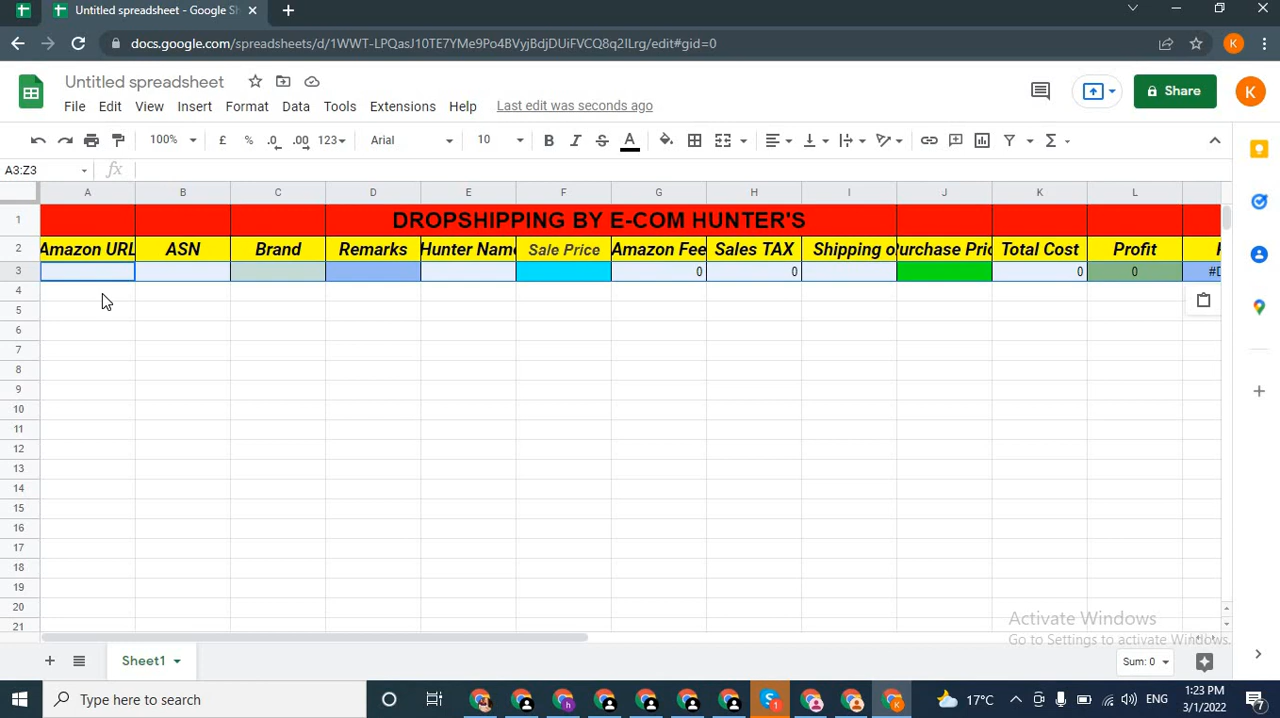 Untitled spreadsheet - Google Sh
docs.google.com/spreadsheets/d/1WWT-LPQasJ10TE7YMe9Po4BVyjBdjDUiFVCQ8q2ILrg/edit#gid=0
Untitled spreadsheet
File Edit View Insert Format Data Tools Extensions Help Last edit was seconds ago
Share
K
100% £ % .0 .00 123 Arial 10 B I S A
A3:Z3 fx
A B C D E F G H I J K L
1 DROPSHIPPING BY E-COM HUNTER'S
2 Amazon URL ASN Brand Remarks Hunter Nam Sale Price Amazon Fee Sales TAX Shipping o urchase Pric Total Cost Profit
3 0 0 0 0 #D
4
5
6
7
8
9
10
11
12
13
14
15
16
17
18
19
20
21
Activate Windows
Go to Settings to activate Windows.
Sheet1 Sum: 0
Type here to search
17°C ENG 1:23 PM
3/1/2022